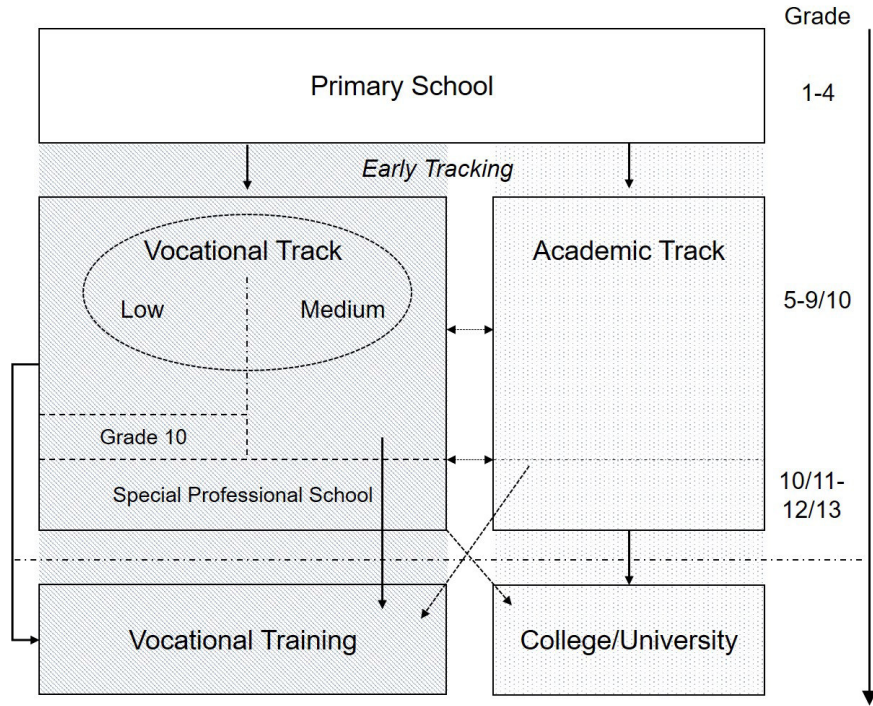 Grade
Primary School
1-4
Early Tracking
Vocational Track
Academic Track
Low
Medium
5-9/10
Grade 10
Special Professional School
10/11-
12/13
Vocational Training
College/University